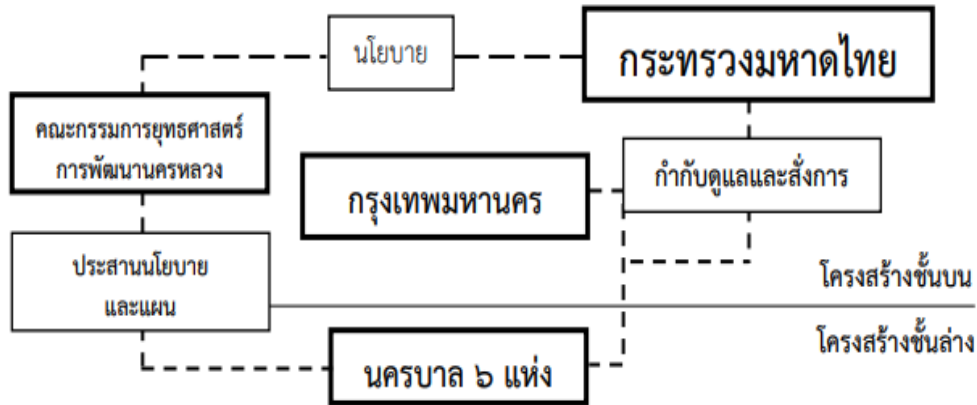 นโยบาย
กระทรวงมหาดไทย
คณะกรรมการยุทธศาสตร์
การพัฒนานครหลวง
กำกับดูแลและสั่งการ
กรุงเทพมหานคร
ประสานนโยบาย
และแผน
โครงสร้างชั้นบน
โครงสร้างชั้นล่าง
นครบาล ๖ แห่ง